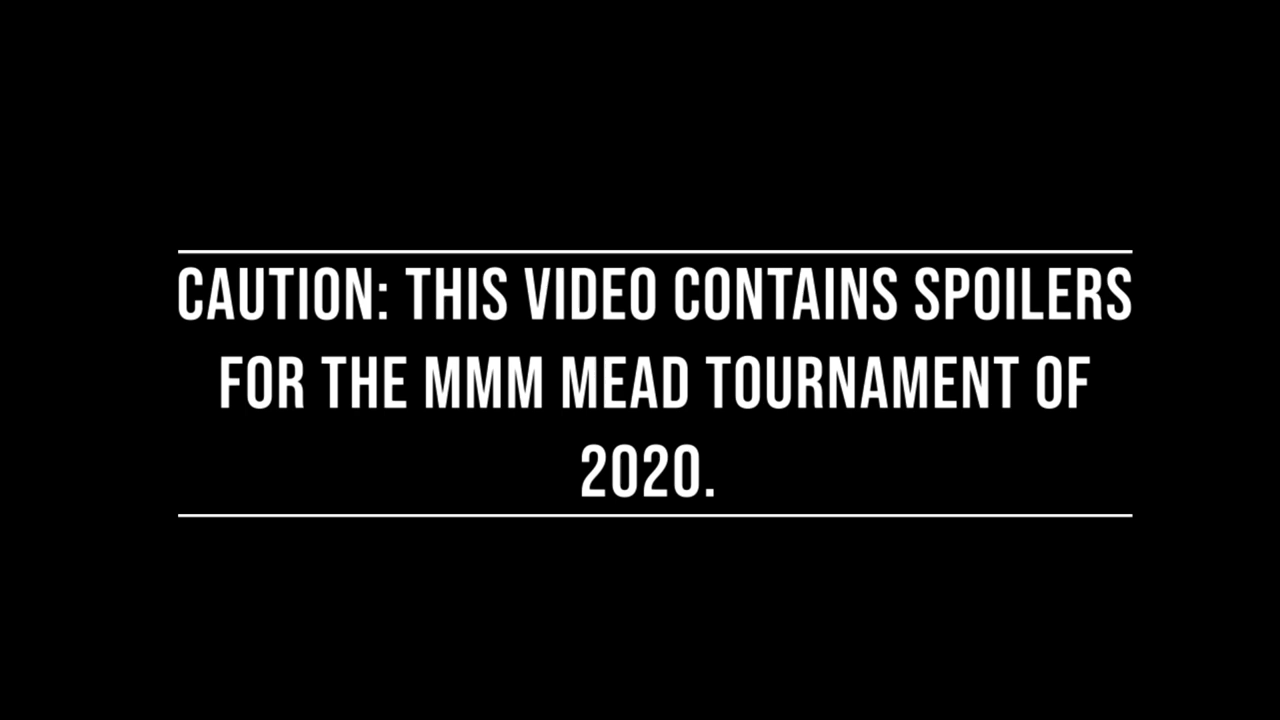 CAUTION: THIS VIDEO CONTAINS SPOILERS
FOR THE MMM MEAD TOURNAMENT OF
2020.